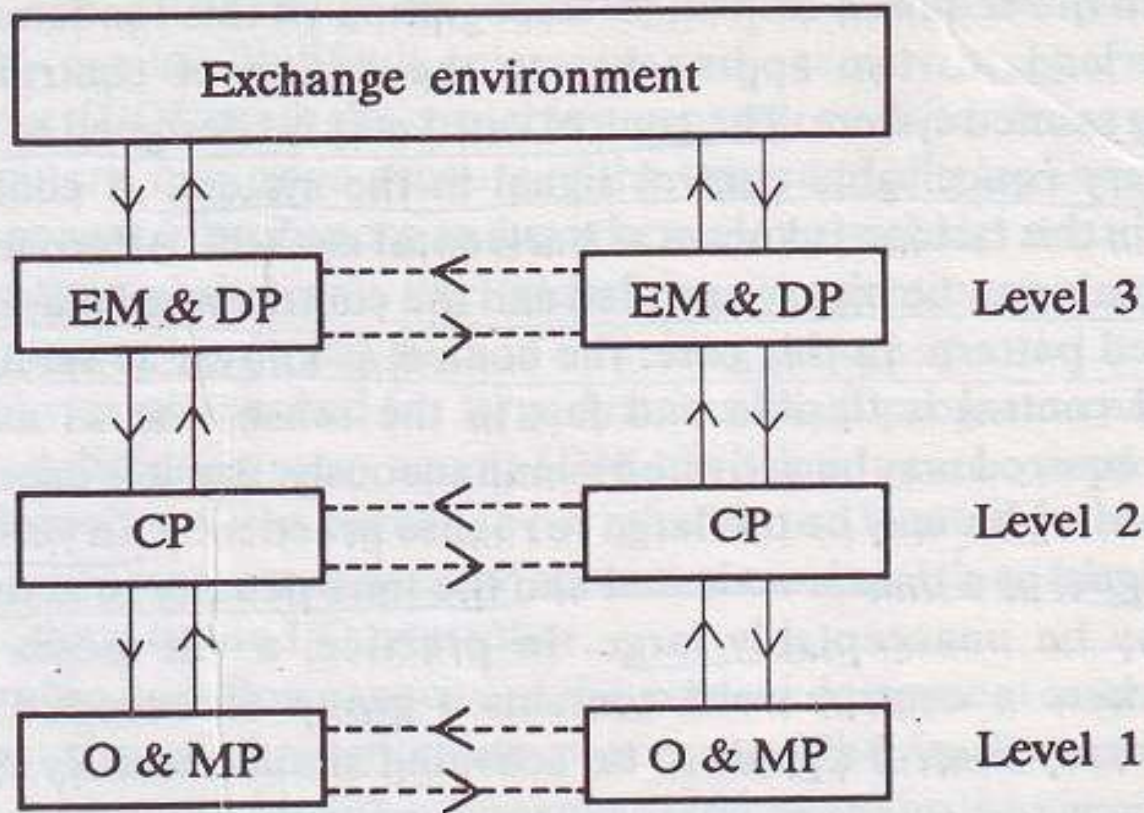 Exchange environment
EM & DP EM & DP Level 3
CP CP Level 2
O & MP O & MP Level 1